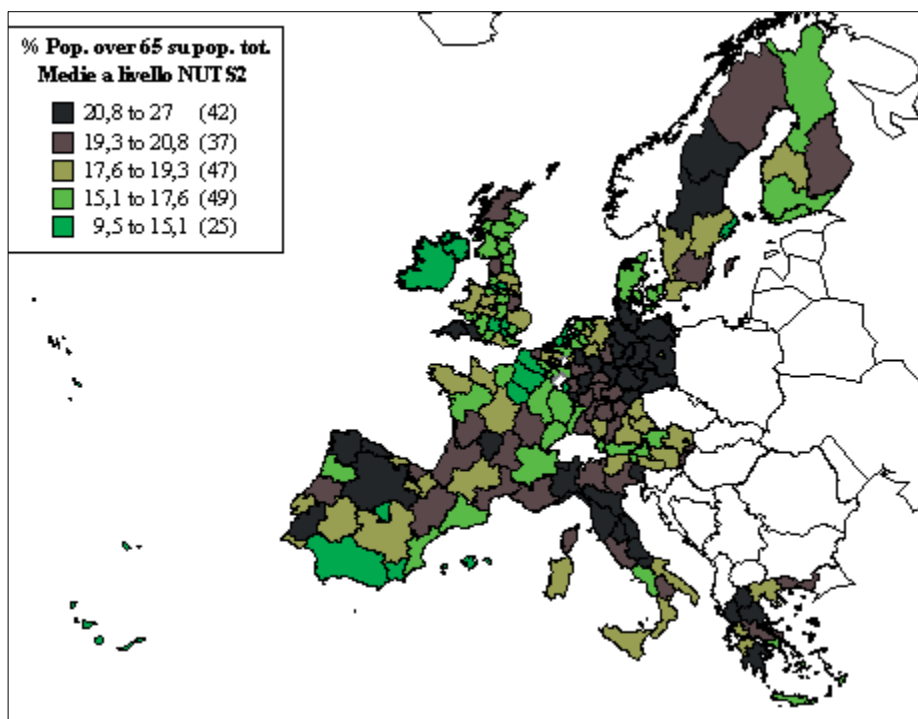 % Pop. over 65 su pop. tot.
Medie a livello NUTS2
20,8 to 27 (42)
19,3 to 20,8 (37)
17,6 to 19,3 (47)
15,1 to 17,6 (49)
9,5 to 15,1 (25)